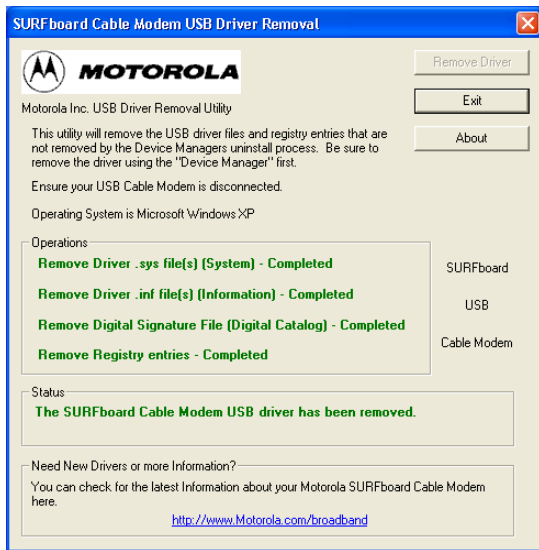 SURFboard Cable Modem USB Driver Removal
MOTOROLA
Remove Driver
Motorola Inc. USB Driver Removal Utility
Exit
This utility will remove the USB driver files and registry entries that are
not removed by the Device Managers uninstall process. Be sure to
remove the driver using the "Device Manager" first.
About
Ensure your USB Cable Modem is disconnected.
Operating System is Microsoft Windows XP
Operations
Remove Driver .sys file(s) (System) - Completed
Remove Driver .inf file(s) (Information) - Completed
Remove Digital Signature File (Digital Catalog) - Completed
Remove Registry entries - Completed
SURFboard
USB
Cable Modem
Status
The SURFboard Cable Modem USB driver has been removed.
Need New Drivers or more Information?
You can check for the latest Information about your Motorola SURFboard Cable Modem
here.
http://www.Motorola.com/broadband